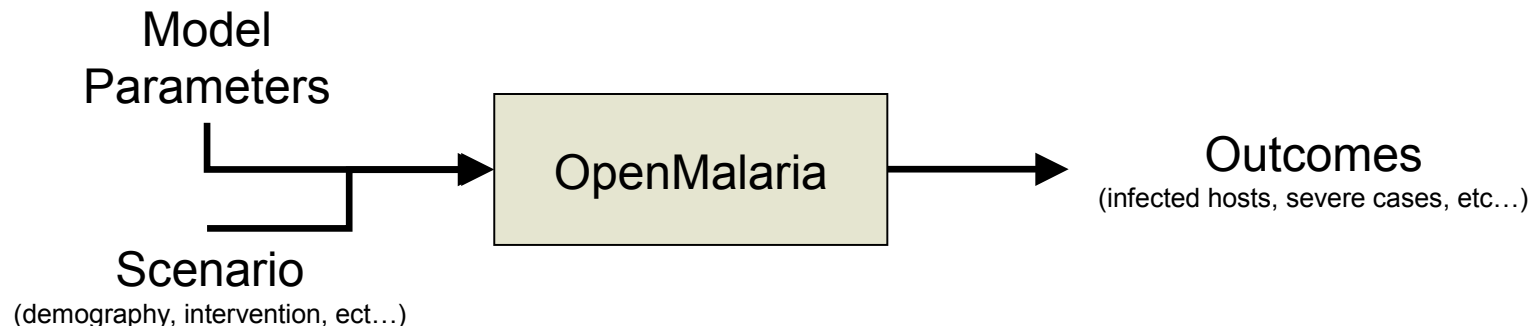 Model
Parameters
OpenMalaria
Outcomes
(infected hosts, severe cases, etc…)
Scenario
(demography, intervention, ect…)